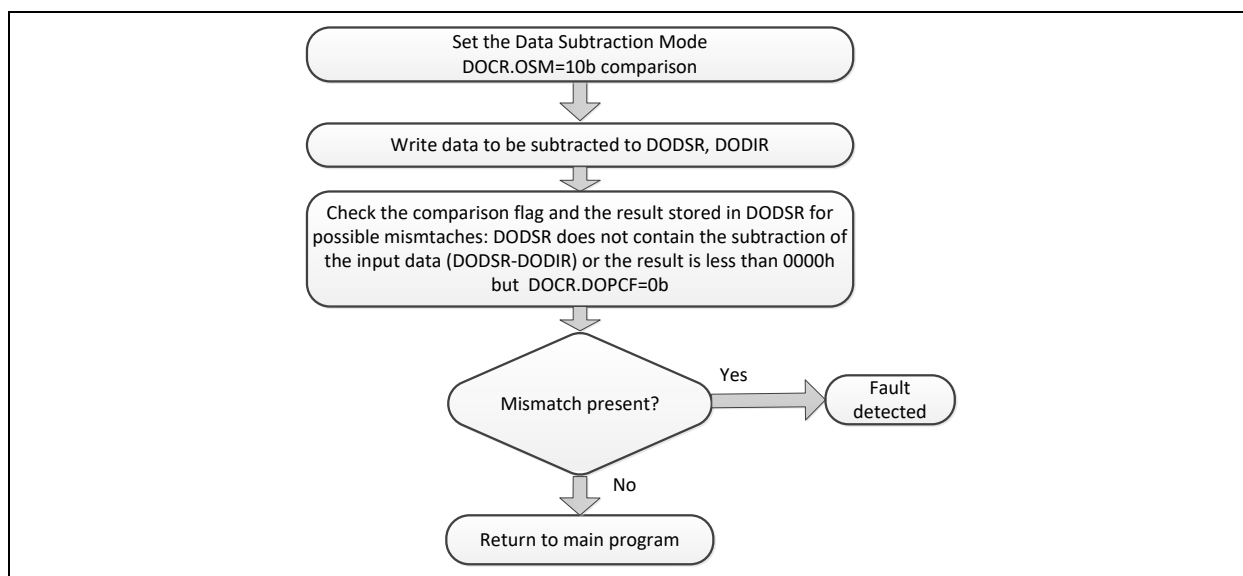 Set the Data Subtraction Mode
DOCR.OSM=10b comparison
Write data to be subtracted to DODSR, DODIR
Check the comparison flag and the result stored in DODSR for
possible mismtaches: DODSR does not contain the subtraction of
the input data (DODSR-DODIR) or the result is less than 0000h
but  DOCR.DOPCF=0b
Mismatch present?
Yes
Fault
detected
No
Return to main program